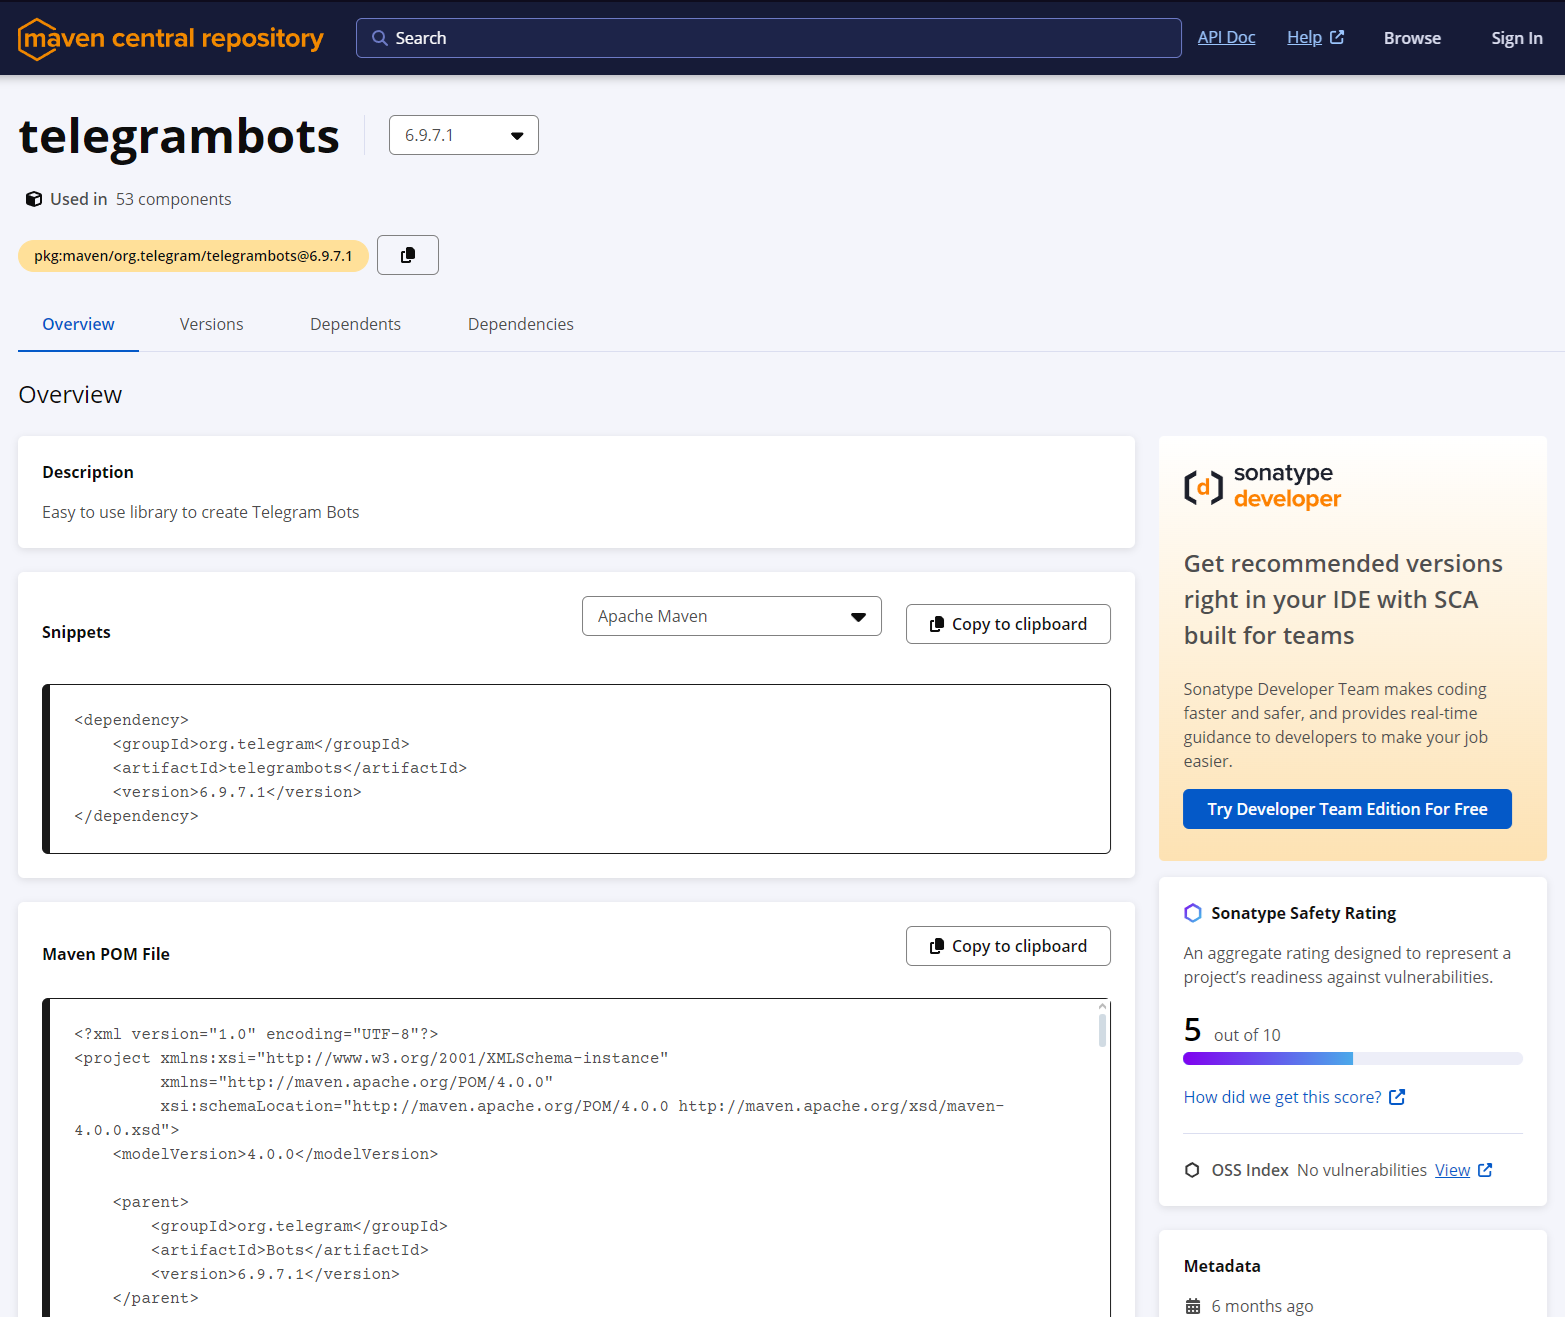 maven central repository
Search
API Doc
Help
Browse
Sign In
telegrambots
6.9.7.1
Used in 53 components
pkg:maven/org.telegram/telegrambots@6.9.7.1
Overview
Versions
Dependents
Dependencies
Overview
Description
Easy to use library to create Telegram Bots
Snippets
Apache Maven
Copy to clipboard
<dependency>
    <groupId>org.telegram</groupId>
    <artifactId>telegrambots</artifactId>
    <version>6.9.7.1</version>
</dependency>
Maven POM File
Copy to clipboard
<?xml version="1.0" encoding="UTF-8"?>
<project xmlns:xsi="http://www.w3.org/2001/XMLSchema-instance"
         xmlns="http://maven.apache.org/POM/4.0.0"
         xsi:schemaLocation="http://maven.apache.org/POM/4.0.0 http://maven.apache.org/xsd/maven-
4.0.0.xsd">
    <modelVersion>4.0.0</modelVersion>
    <parent>
        <groupId>org.telegram</groupId>
        <artifactId>Bots</artifactId>
        <version>6.9.7.1</version>
    </parent>
d sonatype
developer
Get recommended versions
right in your IDE with SCA
built for teams
Sonatype Developer Team makes coding
faster and safer, and provides real-time
guidance to developers to make your job
easier.
Try Developer Team Edition For Free
Sonatype Safety Rating
An aggregate rating designed to represent a
project's readiness against vulnerabilities.
5 out of 10
How did we get this score?
OSS Index No vulnerabilities View
Metadata
6 months ago